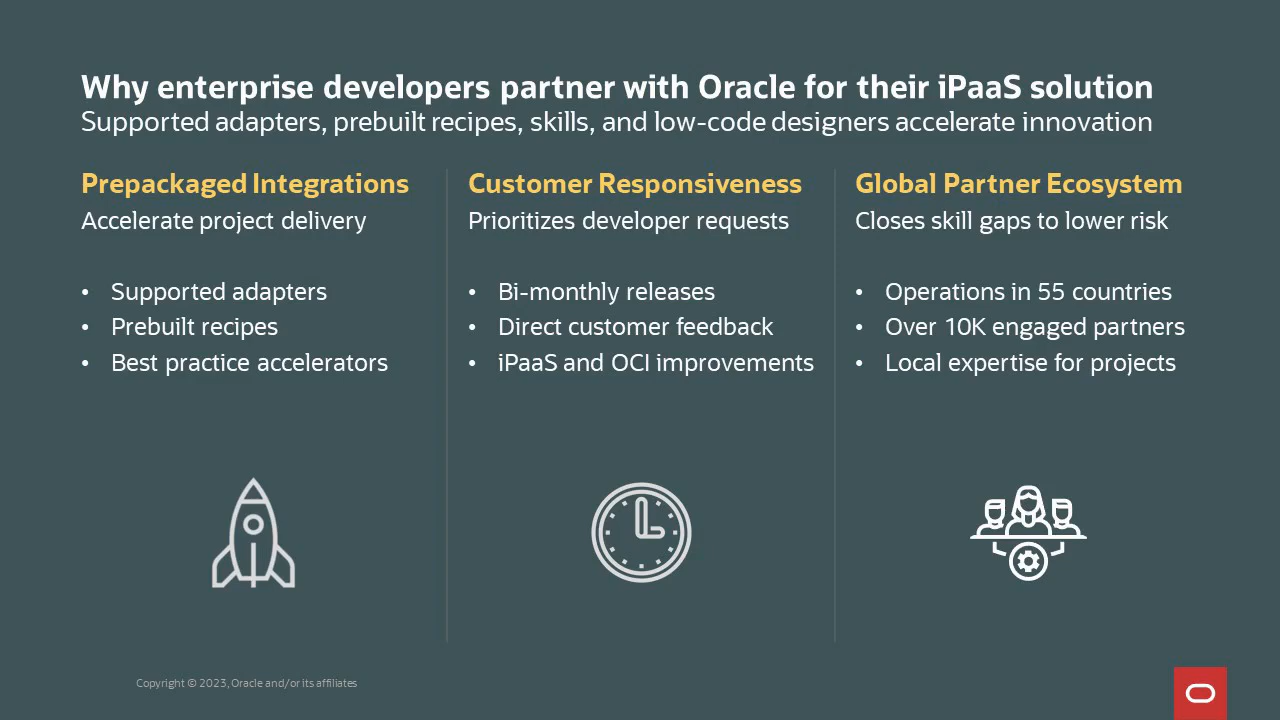 Why enterprise developers partner with Oracle for their iPaaS solution
Supported adapters, prebuilt recipes, skills, and low-code designers accelerate innovation
Prepackaged Integrations
Accelerate project delivery
• Supported adapters
• Prebuilt recipes
• Best practice accelerators
Customer Responsiveness
Prioritizes developer requests
• Bi-monthly releases
• Direct customer feedback
• iPaaS and OCI improvements
Global Partner Ecosystem
Closes skill gaps to lower risk
• Operations in 55 countries
• Over 10K engaged partners
• Local expertise for projects
Copyright © 2023, Oracle and/or its affiliates